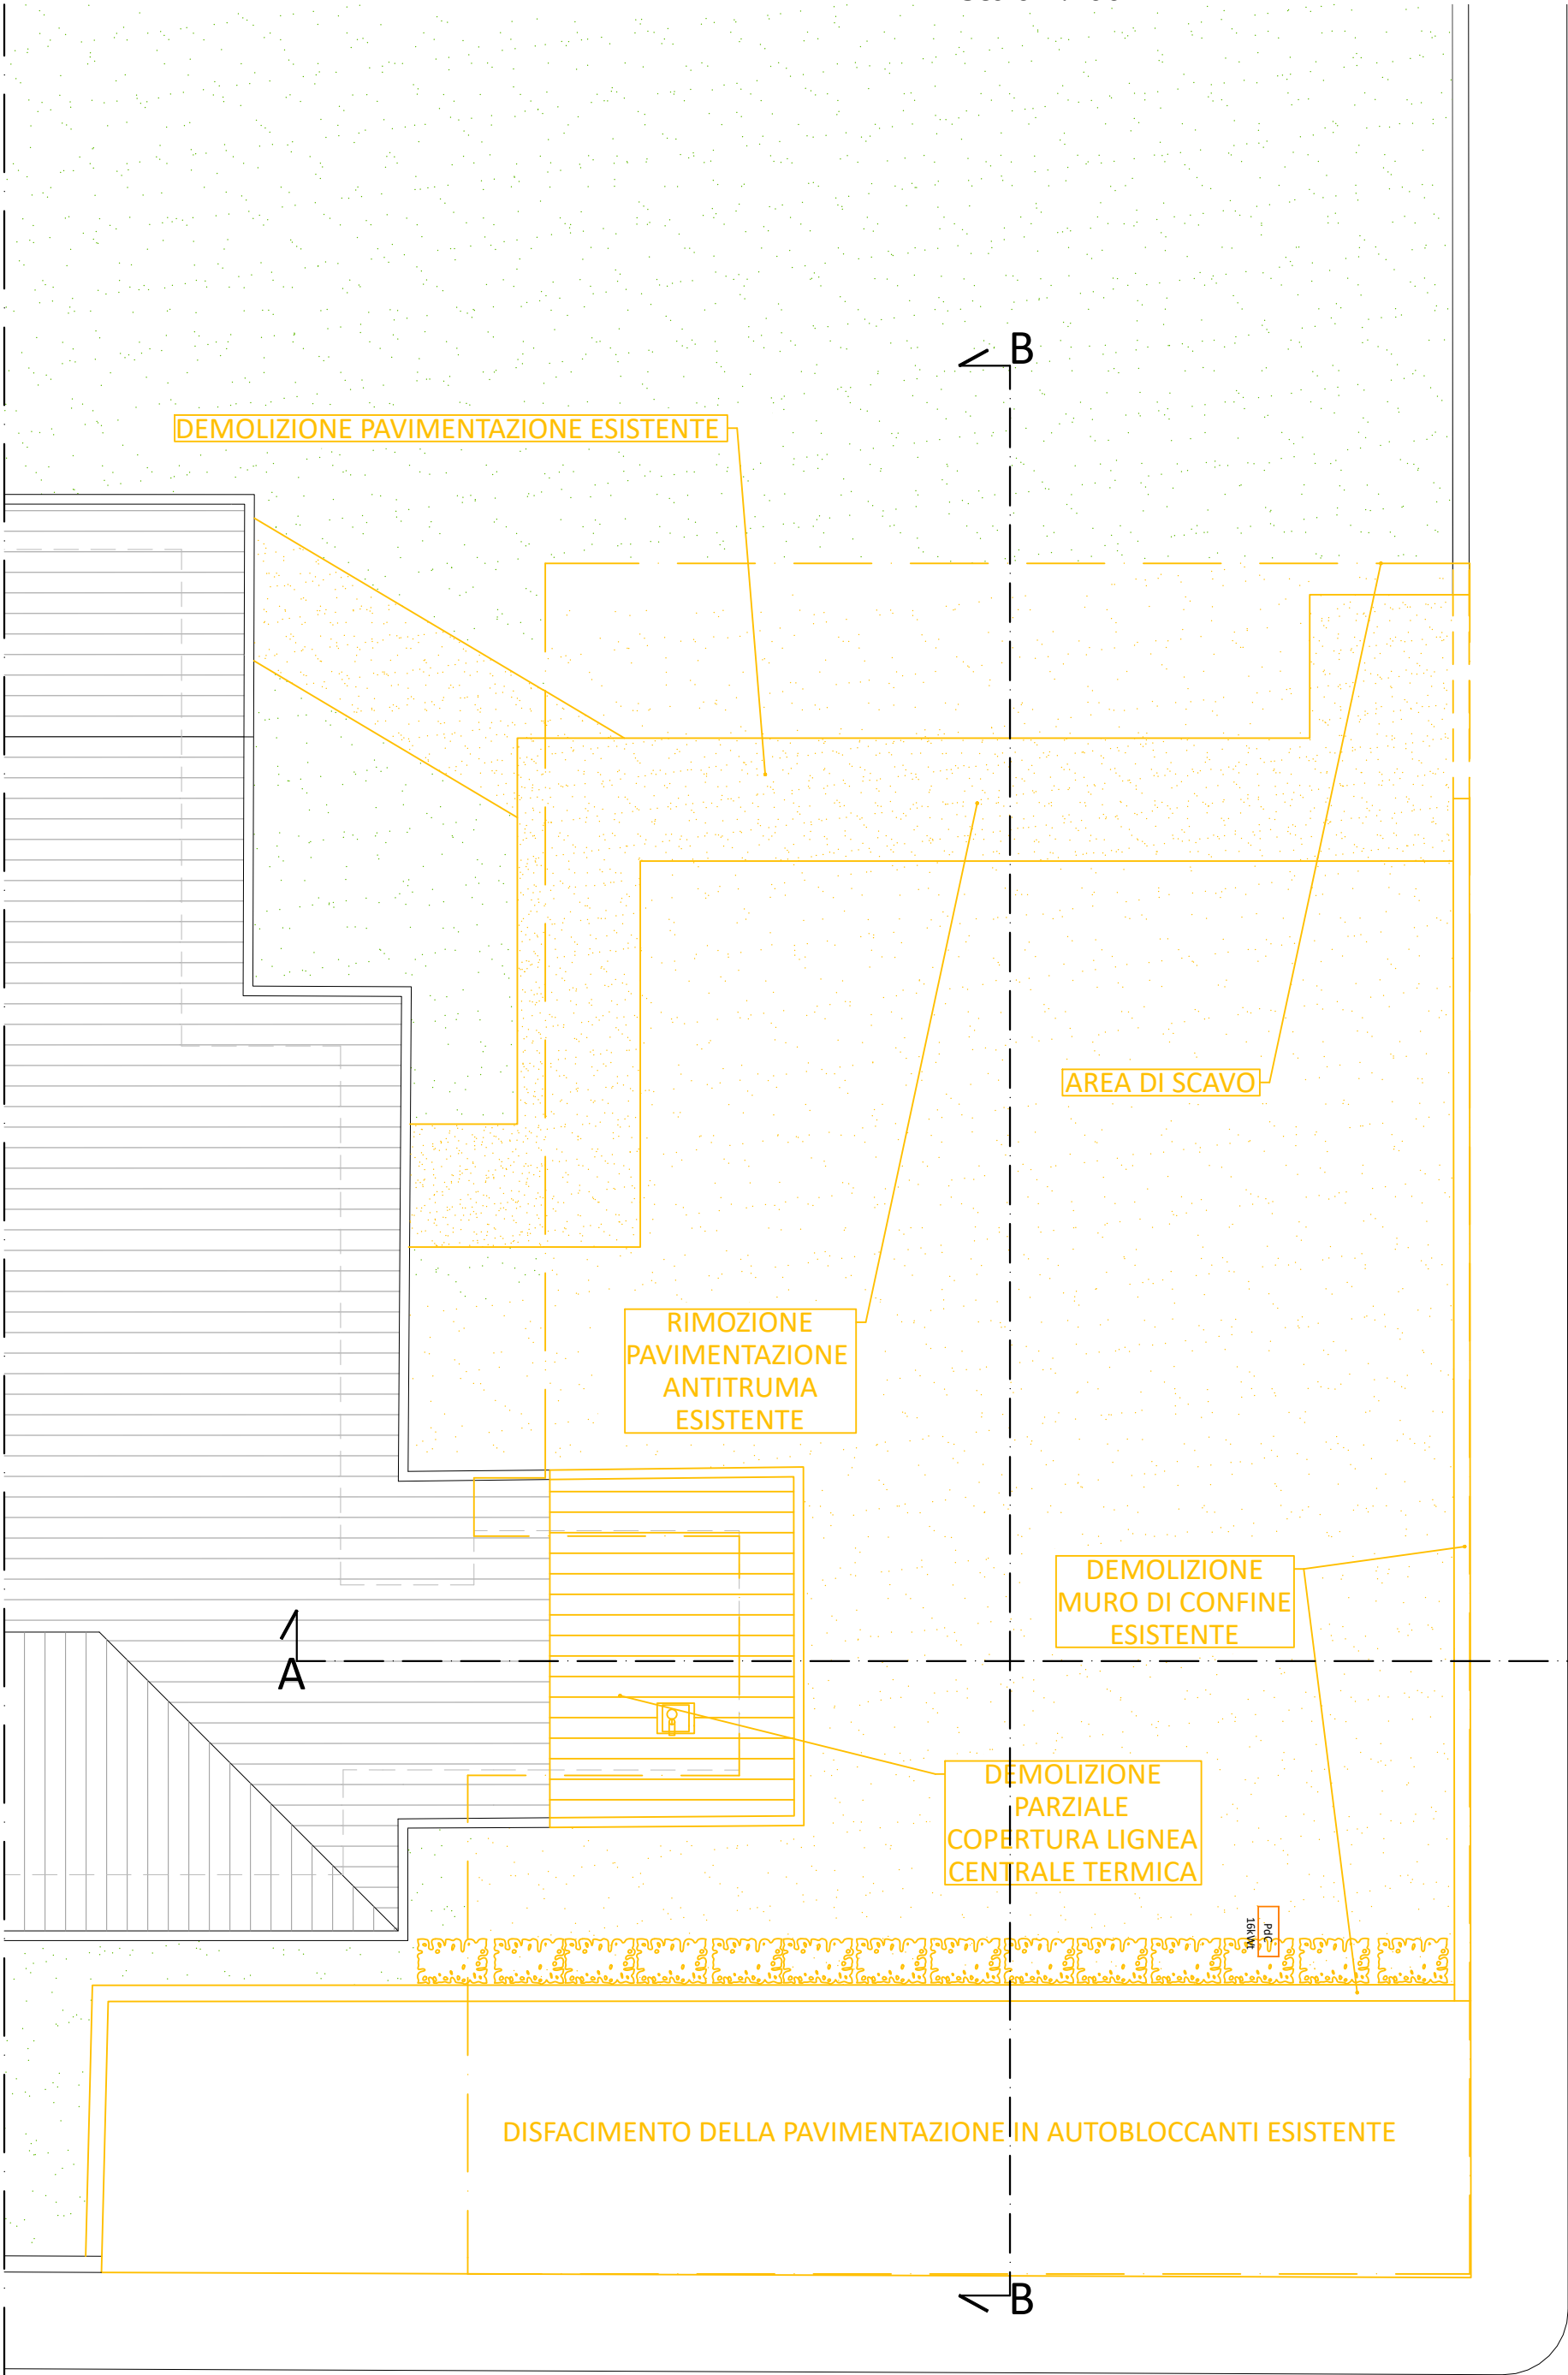 B
DEMOLIZIONE PAVIMENTAZIONE ESISTENTE
AREA DI SCAVO
RIMOZIONE
PAVIMENTAZIONE
ANTITRUMA
ESISTENTE
DEMOLIZIONE
MURO DI CONFINE
ESISTENTE
A
DEMOLIZIONE
PARZIALE
COPERTURA LIGNEA
CENTRALE TERMICA
PdC
16kWt
DISFACIMENTO DELLA PAVIMENTAZIONE IN AUTOBLOCCANTI ESISTENTE
B